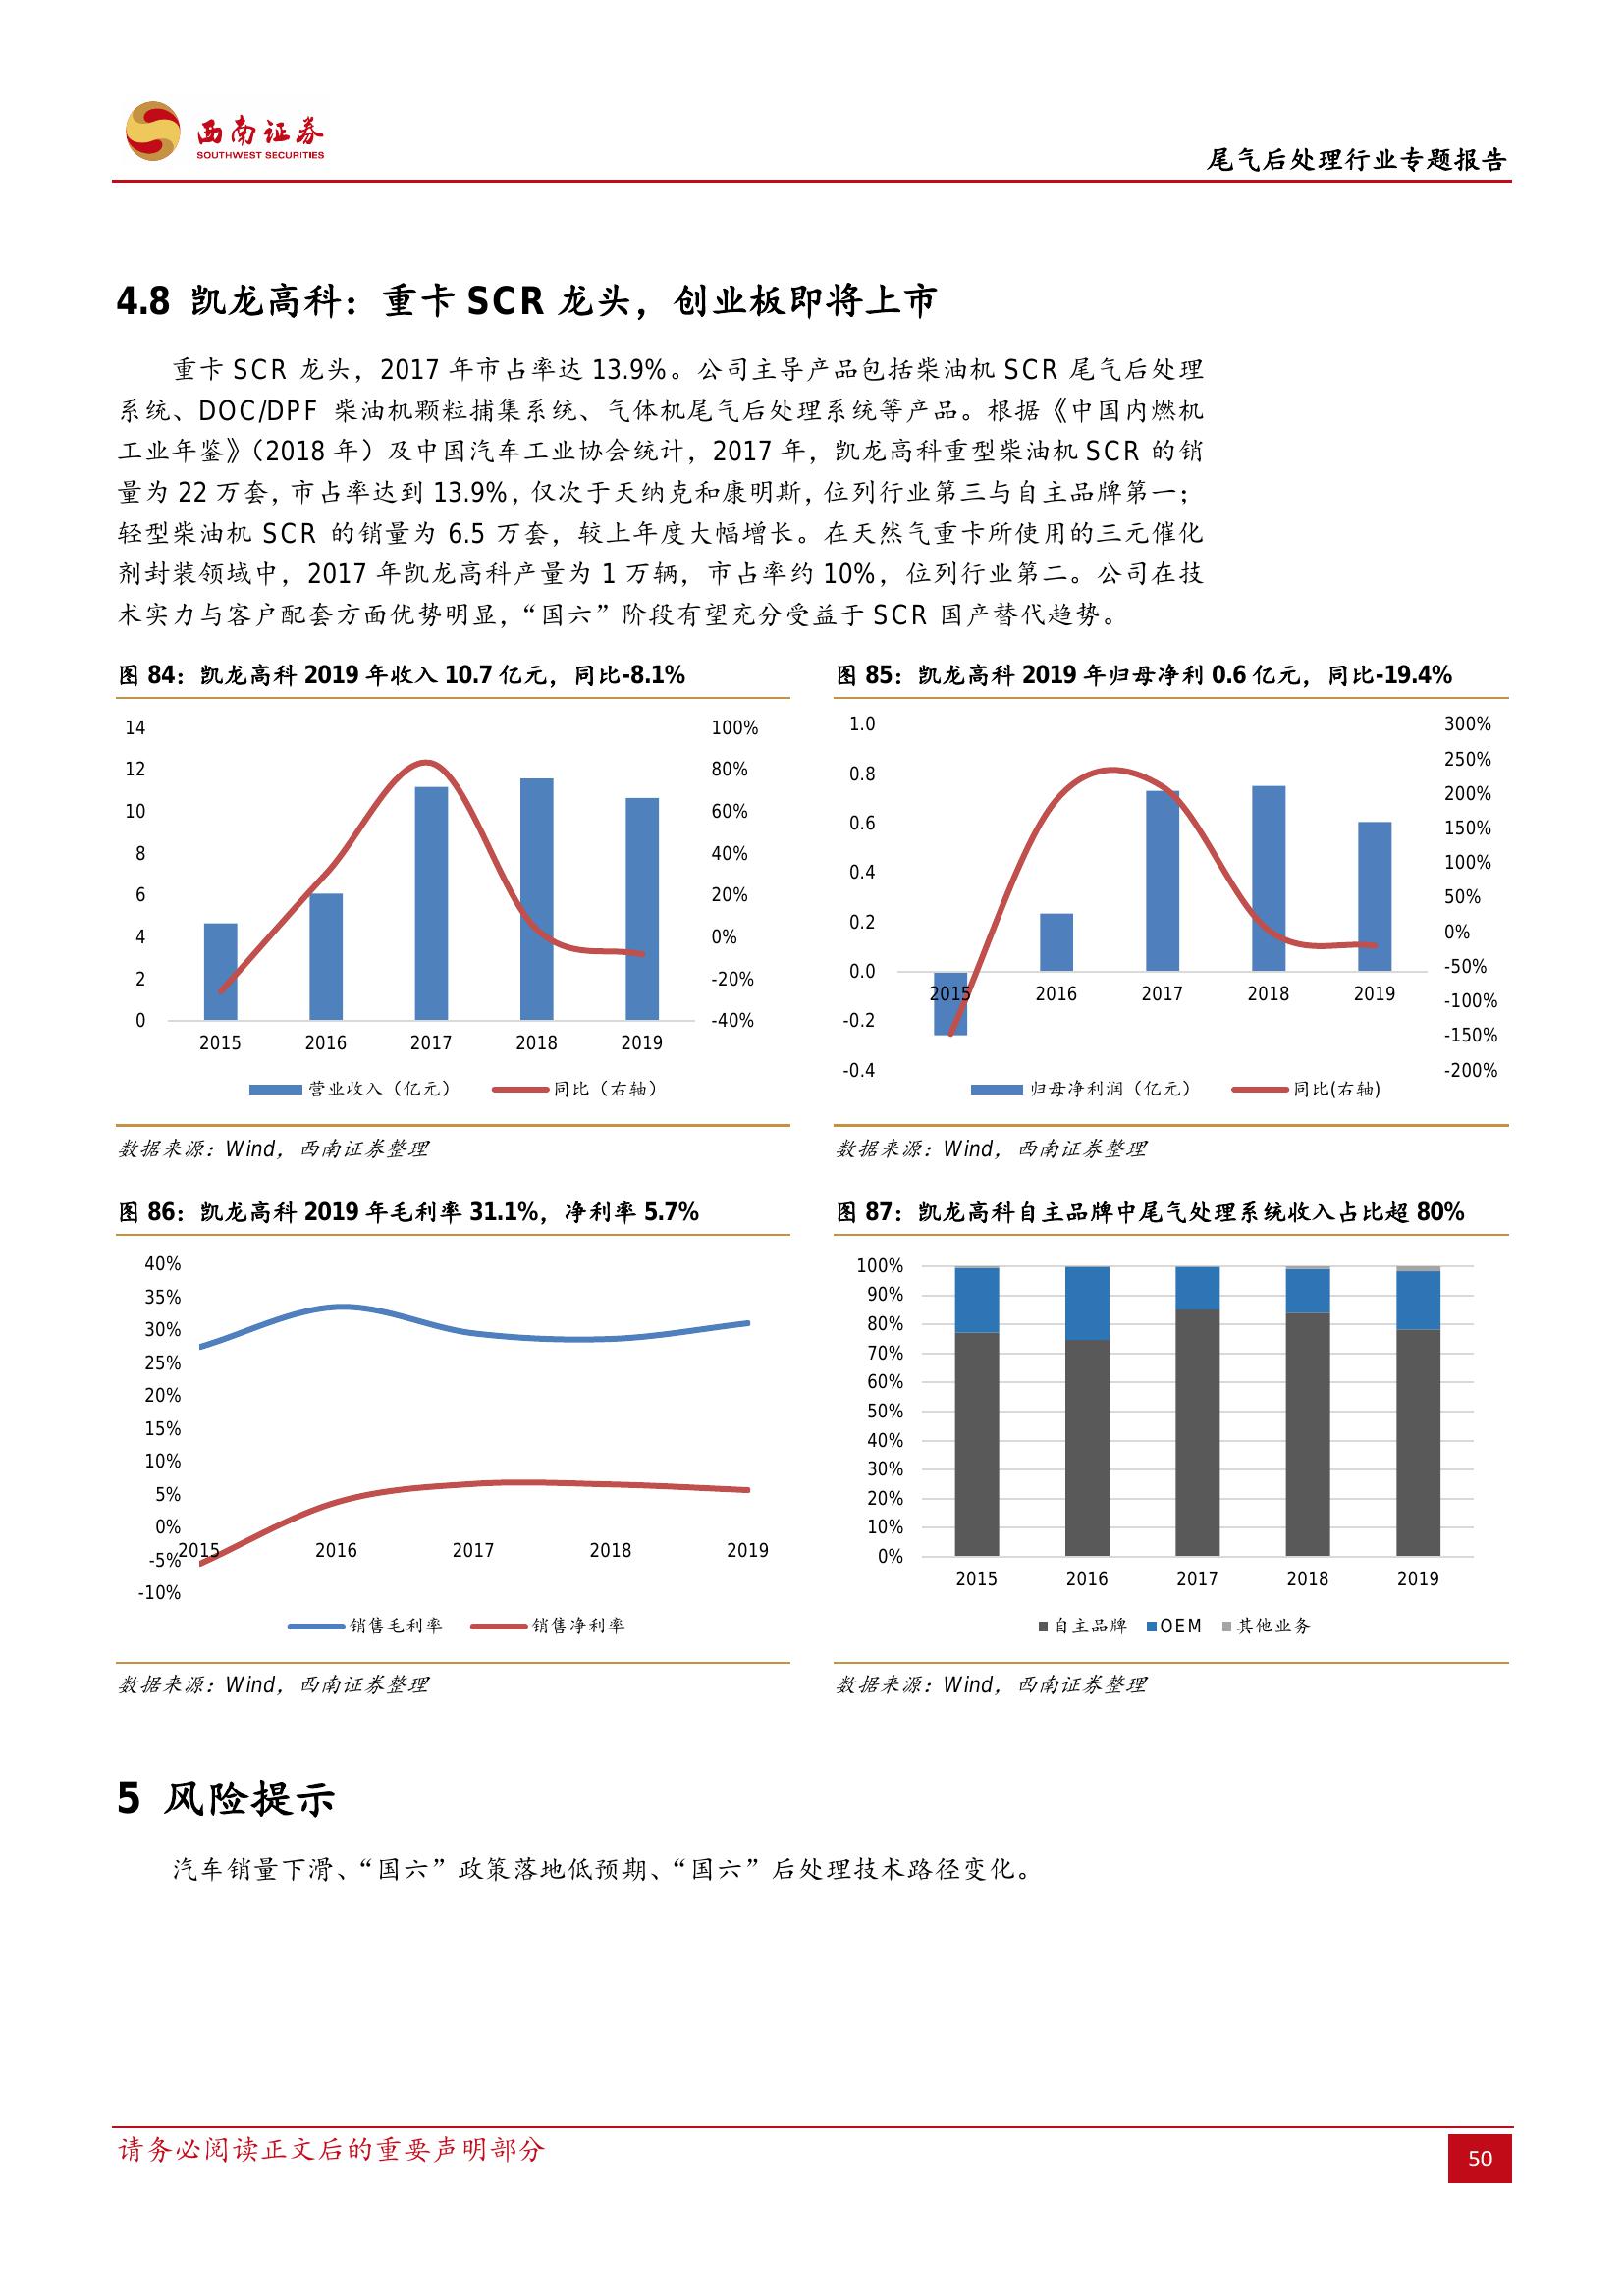 西南证券
SOUTHWEST SECURITIES
尾气后处理行业专题报告
4.8 凯龙高科：重卡 SCR 龙头，创业板即将上市
重卡 SCR 龙头，2017 年市占率达 13.9%。公司主导产品包括柴油机 SCR 尾气后处理
系统、DOC/DPF 柴油机颗粒捕集系统、气体机尾气后处理系统等产品。根据《中国内燃机
工业年鉴》（2018 年）及中国汽车工业协会统计，2017 年，凯龙高科重型柴油机 SCR 的销
量为 22 万套，市占率达到 13.9%，仅次于天纳克和康明斯，位列行业第三与自主品牌第一；
轻型柴油机 SCR 的销量为 6.5 万套，较上年度大幅增长。在天然气重卡所使用的三元催化
剂封装领域中，2017 年凯龙高科产量为 1 万辆，市占率约 10%，位列行业第二。公司在技
术实力与客户配套方面优势明显，“国六”阶段有望充分受益于 SCR 国产替代趋势。
图 84：凯龙高科 2019 年收入 10.7 亿元，同比-8.1%
14
12
10
8
6
4
2
0
100%
80%
60%
40%
20%
0%
-20%
-40%
2015 2016 2017 2018 2019
营业收入（亿元） 同比（右轴）
数据来源：Wind，西南证券整理
图 85：凯龙高科 2019 年归母净利 0.6 亿元，同比-19.4%
1.0
0.8
0.6
0.4
0.2
0.0
-0.2
-0.4
300%
250%
200%
150%
100%
50%
0%
-50%
-100%
-150%
-200%
2015 2016 2017 2018 2019
归母净利润（亿元） 同比(右轴)
数据来源：Wind，西南证券整理
图 86：凯龙高科 2019 年毛利率 31.1%，净利率 5.7%
40%
35%
30%
25%
20%
15%
10%
5%
0%
-5%
-10%
2015 2016 2017 2018 2019
销售毛利率 销售净利率
数据来源：Wind，西南证券整理
图 87：凯龙高科自主品牌中尾气处理系统收入占比超 80%
100%
90%
80%
70%
60%
50%
40%
30%
20%
10%
0%
2015 2016 2017 2018 2019
自主品牌 OEM 其他业务
数据来源：Wind，西南证券整理
5 风险提示
汽车销量下滑、“国六”政策落地低预期、“国六”后处理技术路径变化。
请务必阅读正文后的重要声明部分
50